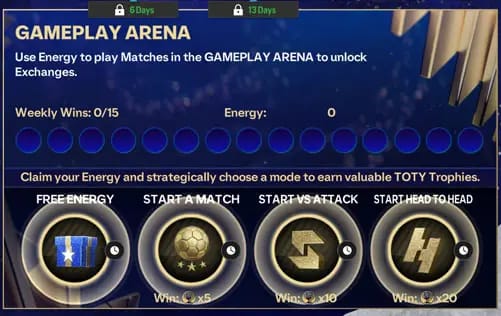 6 Days
13 Days
GAMEPLAY ARENA
Use Energy to play Matches in the GAMEPLAY ARENA to unlock
Exchanges.
Weekly Wins: 0/15 Energy: 0
Claim your Energy and strategically choose a mode to earn valuable TOTY Trophies.
FREE ENERGY START A MATCH START VS ATTACK START HEAD TO HEAD
Win: x5 Win: x10 Win: x20